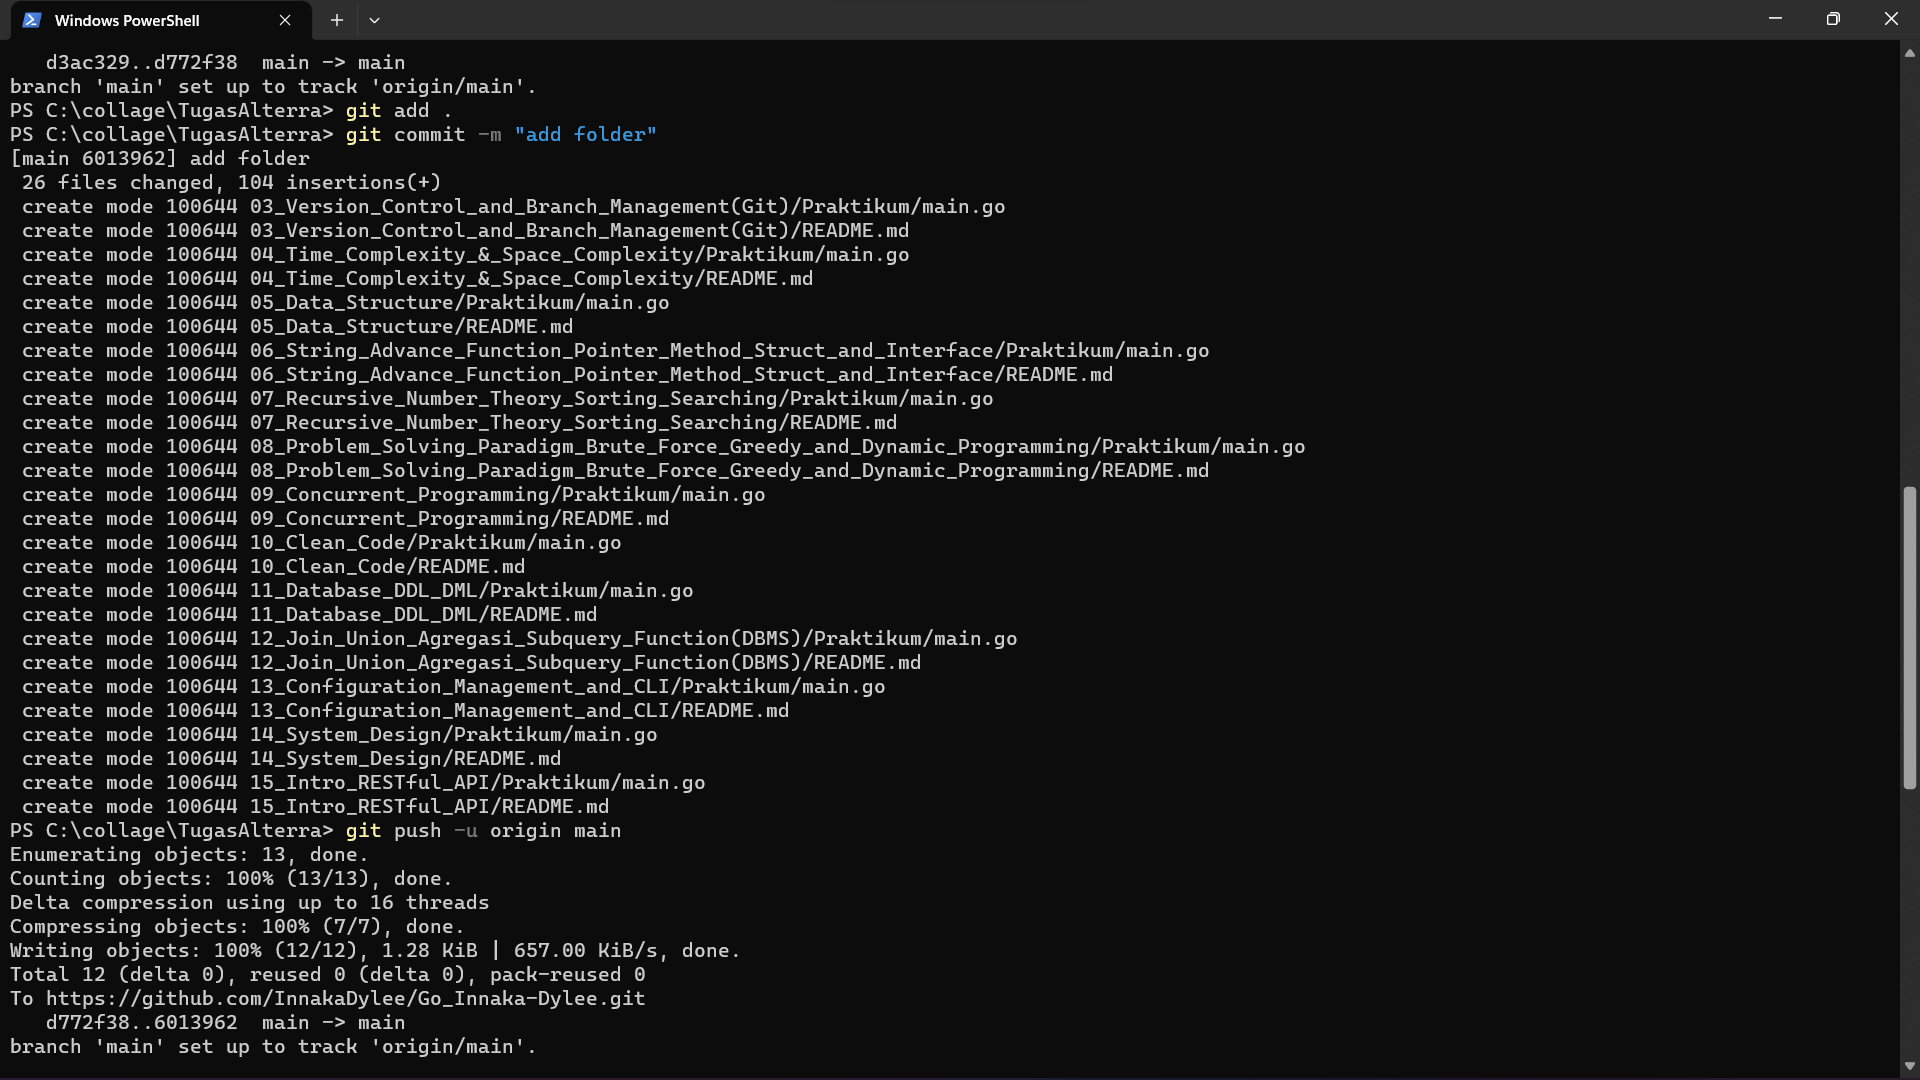 Windows PowerShell
   d3ac329..d772f38  main -> main
branch 'main' set up to track 'origin/main'.
PS C:\collage\TugasAlterra> git add .
PS C:\collage\TugasAlterra> git commit -m "add folder"
[main 6013962] add folder
 26 files changed, 104 insertions(+)
 create mode 100644 03_Version_Control_and_Branch_Management(Git)/Praktikum/main.go
 create mode 100644 03_Version_Control_and_Branch_Management(Git)/README.md
 create mode 100644 04_Time_Complexity_&_Space_Complexity/Praktikum/main.go
 create mode 100644 04_Time_Complexity_&_Space_Complexity/README.md
 create mode 100644 05_Data_Structure/Praktikum/main.go
 create mode 100644 05_Data_Structure/README.md
 create mode 100644 06_String_Advance_Function_Pointer_Method_Struct_and_Interface/Praktikum/main.go
 create mode 100644 06_String_Advance_Function_Pointer_Method_Struct_and_Interface/README.md
 create mode 100644 07_Recursive_Number_Theory_Sorting_Searching/Praktikum/main.go
 create mode 100644 07_Recursive_Number_Theory_Sorting_Searching/README.md
 create mode 100644 08_Problem_Solving_Paradigm_Brute_Force_Greedy_and_Dynamic_Programming/Praktikum/main.go
 create mode 100644 08_Problem_Solving_Paradigm_Brute_Force_Greedy_and_Dynamic_Programming/README.md
 create mode 100644 09_Concurrent_Programming/Praktikum/main.go
 create mode 100644 09_Concurrent_Programming/README.md
 create mode 100644 10_Clean_Code/Praktikum/main.go
 create mode 100644 10_Clean_Code/README.md
 create mode 100644 11_Database_DDL_DML/Praktikum/main.go
 create mode 100644 11_Database_DDL_DML/README.md
 create mode 100644 12_Join_Union_Agregasi_Subquery_Function(DBMS)/Praktikum/main.go
 create mode 100644 12_Join_Union_Agregasi_Subquery_Function(DBMS)/README.md
 create mode 100644 13_Configuration_Management_and_CLI/Praktikum/main.go
 create mode 100644 13_Configuration_Management_and_CLI/README.md
 create mode 100644 14_System_Design/Praktikum/main.go
 create mode 100644 14_System_Design/README.md
 create mode 100644 15_Intro_RESTful_API/Praktikum/main.go
 create mode 100644 15_Intro_RESTful_API/README.md
PS C:\collage\TugasAlterra> git push -u origin main
Enumerating objects: 13, done.
Counting objects: 100% (13/13), done.
Delta compression using up to 16 threads
Compressing objects: 100% (7/7), done.
Writing objects: 100% (12/12), 1.28 KiB | 657.00 KiB/s, done.
Total 12 (delta 0), reused 0 (delta 0), pack-reused 0
To https://github.com/InnakaDylee/Go_Innaka-Dylee.git
   d772f38..6013962  main -> main
branch 'main' set up to track 'origin/main'.